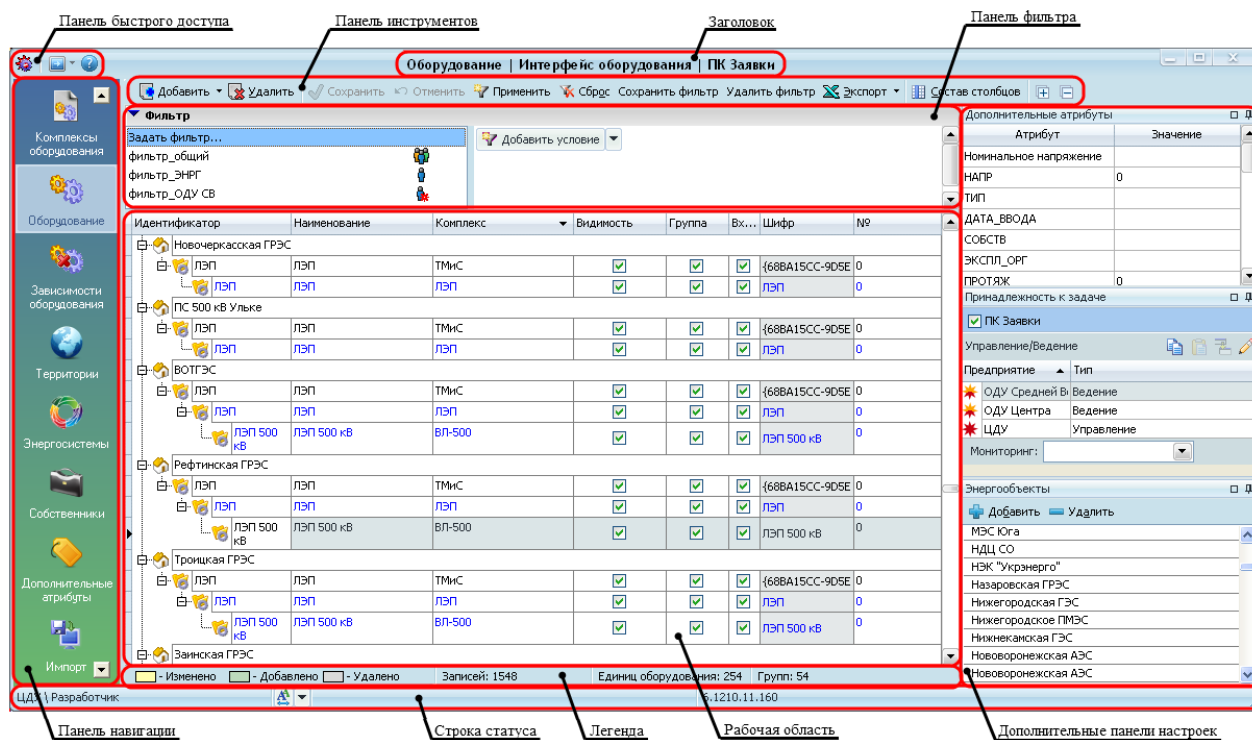 Панель быстрого доступа
Панель инструментов
Заголовок
Панель фильтра
Оборудование | Интерфейс оборудования | ПК Заявки
Добавить Удалить Сохранить Отменить Применить Сброс Сохранить фильтр Удалить фильтр Экспорт Состав столбцов
Комплексы оборудования
Оборудование
Зависимости оборудования
Территории
Энергосистемы
Собственники
Дополнительные атрибуты
Импорт
Фильтр
Задать фильтр...
фильтр_общий
фильтр_ЭНРГ
фильтр_ОДУ СВ
Добавить условие
Идентификатор Наименование Комплекс Видимость Группа Вх... Шифр №
Новочеркасская ГРЭС
ЛЭП ЛЭП ТМиС {68BA15CC-9D5E 0
ЛЭП ЛЭП ЛЭП ЛЭП 0
ПС 500 кВ Ульке
ЛЭП ЛЭП ТМиС {68BA15CC-9D5E 0
ЛЭП ЛЭП ЛЭП ЛЭП 0
ВОТГЭС
ЛЭП ЛЭП ТМиС {68BA15CC-9D5E 0
ЛЭП ЛЭП ЛЭП ЛЭП 0
ЛЭП 500 кВ ЛЭП 500 кВ ВЛ-500 ЛЭП 500 кВ 0
Рефтинская ГРЭС
ЛЭП ЛЭП ТМиС {68BA15CC-9D5E 0
ЛЭП ЛЭП ЛЭП ЛЭП 0
ЛЭП 500 кВ ЛЭП 500 кВ ВЛ-500 ЛЭП 500 кВ 0
Троицкая ГРЭС
ЛЭП ЛЭП ТМиС {68BA15CC-9D5E 0
ЛЭП ЛЭП ЛЭП ЛЭП 0
ЛЭП 500 кВ ЛЭП 500 кВ ВЛ-500 ЛЭП 500 кВ 0
Заинская ГРЭС
Дополнительные атрибуты
Атрибут Значение
Номинальное напряжение
НАПР 0
ТИП
ДАТА_ВВОДА
СОБСТВ
ЭКСПЛ_ОРГ
ПРОТЯЖ 0
Принадлежность к задаче
ПК Заявки
Управление/Ведение
Предприятие Тип
ОДУ Средней В Ведение
ОДУ Центра Ведение
ЦДУ Управление
Мониторинг:
Энергообъекты
Добавить Удалить
МЭС Юга
НДЦ СО
НЭК "Укрэнерго"
Назаровская ГРЭС
Нижегородская ГЭС
Нижегородское ПМЭС
Нижнекамская ГЭС
Нововоронежская АЭС
Нововоронежская АЭС
- Изменено - Добавлено - Удалено Записей: 1548 Единиц оборудования: 254 Групп: 54
ЦДУ \ Разработчик 6.1210.11.160
Панель навигации
Строка статуса
Легенда
Рабочая область
Дополнительные панели настроек